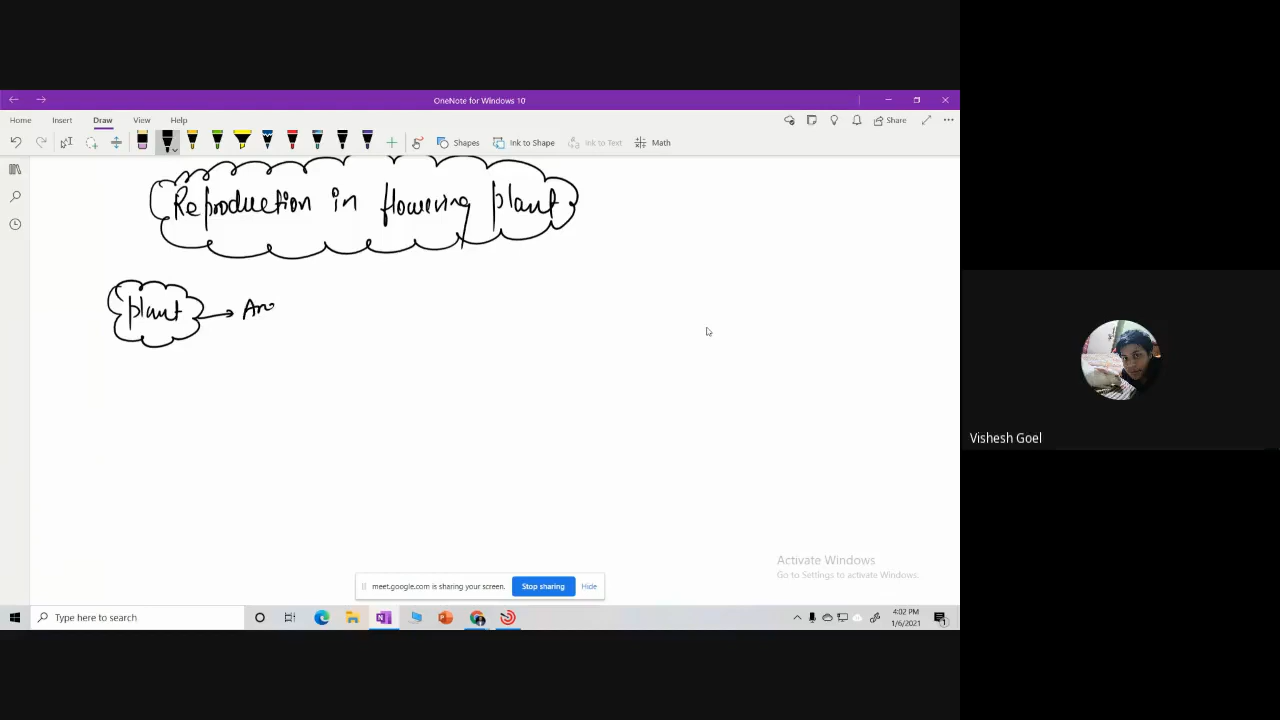 OneNote for Windows 10
Home Insert Draw View Help
Share
Shapes Ink to Shape Ink to Text Math
Reproduction in flowering plant
plant →
Activate Windows
Go to Settings to activate Windows.
meet.google.com is sharing your screen. Stop sharing Hide
Type here to search
4:02 PM
1/6/2021
Vishesh Goel